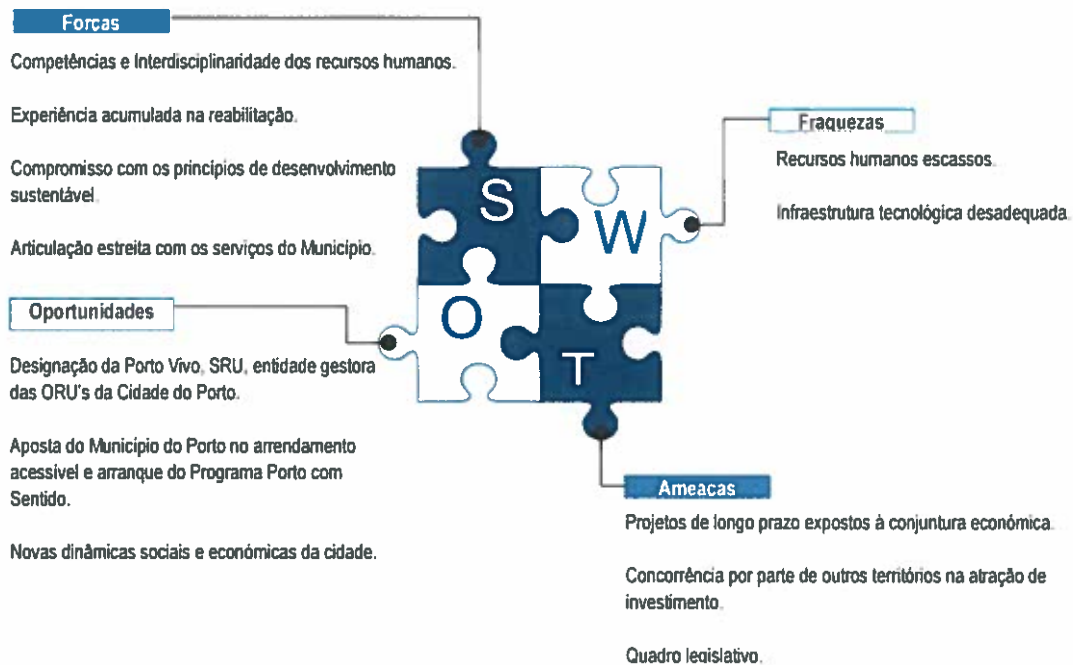 Forças
Competências e Interdisciplinaridade dos recursos humanos.
Experiência acumulada na reabilitação.
Compromisso com os princípios de desenvolvimento
sustentável.
Articulação estreita com os serviços do Município.
Fraquezas
Recursos humanos escassos.
Infraestrutura tecnológica desadequada.
S
W
O
T
Oportunidades
Designação da Porto Vivo, SRU, entidade gestora
das ORU's da Cidade do Porto.
Aposta do Município do Porto no arrendamento
acessível e arranque do Programa Porto com
Sentido.
Novas dinâmicas sociais e económicas da cidade.
Ameaças
Projetos de longo prazo expostos à conjuntura económica.
Concorrência por parte de outros territórios na atração de
investimento.
Quadro legislativo.